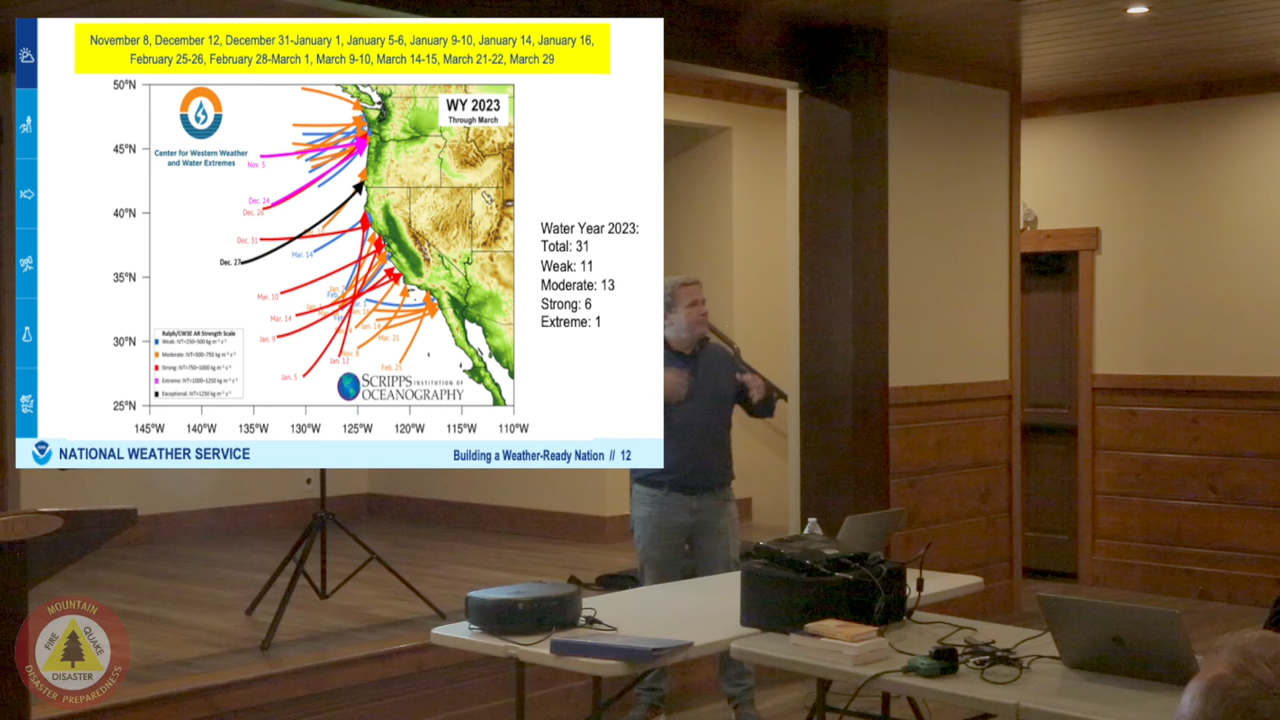 November 8, December 12, December 31-January 1, January 5-6, January 9-10, January 14, January 16,
February 25-26, February 28-March 1, March 9-10, March 14-15, March 21-22, March 29
50°N
45°N
40°N
35°N
30°N
25°N
Center for Western Weather
and Water Extremes
WY 2023
Through March
Nov. 5
Dec. 24
Dec. 26
Dec. 31
Mar. 14
Dec. 27
Mar. 10
Mar. 14
Jan. 9
Jan. 14
Mar. 21
Jan. 12
Feb. 21
Jan. 5
Ralph/CW3E AR Strength Scale
Weak: IVT=250–500 kg m⁻¹ s⁻¹
Moderate: IVT=500–750 kg m⁻¹ s⁻¹
Strong: IVT=750–1000 kg m⁻¹ s⁻¹
Extreme: IVT=1000–1250 kg m⁻¹ s⁻¹
Exceptional: IVT>1250 kg m⁻¹ s⁻¹
SCRIPPS INSTITUTION OF
OCEANOGRAPHY
145°W 140°W 135°W 130°W 125°W 120°W 115°W 110°W
Water Year 2023:
Total: 31
Weak: 11
Moderate: 13
Strong: 6
Extreme: 1
NATIONAL WEATHER SERVICE
Building a Weather-Ready Nation // 12
MOUNTAIN
FIRE QUAKE
DISASTER
DISASTER PREPAREDNESS